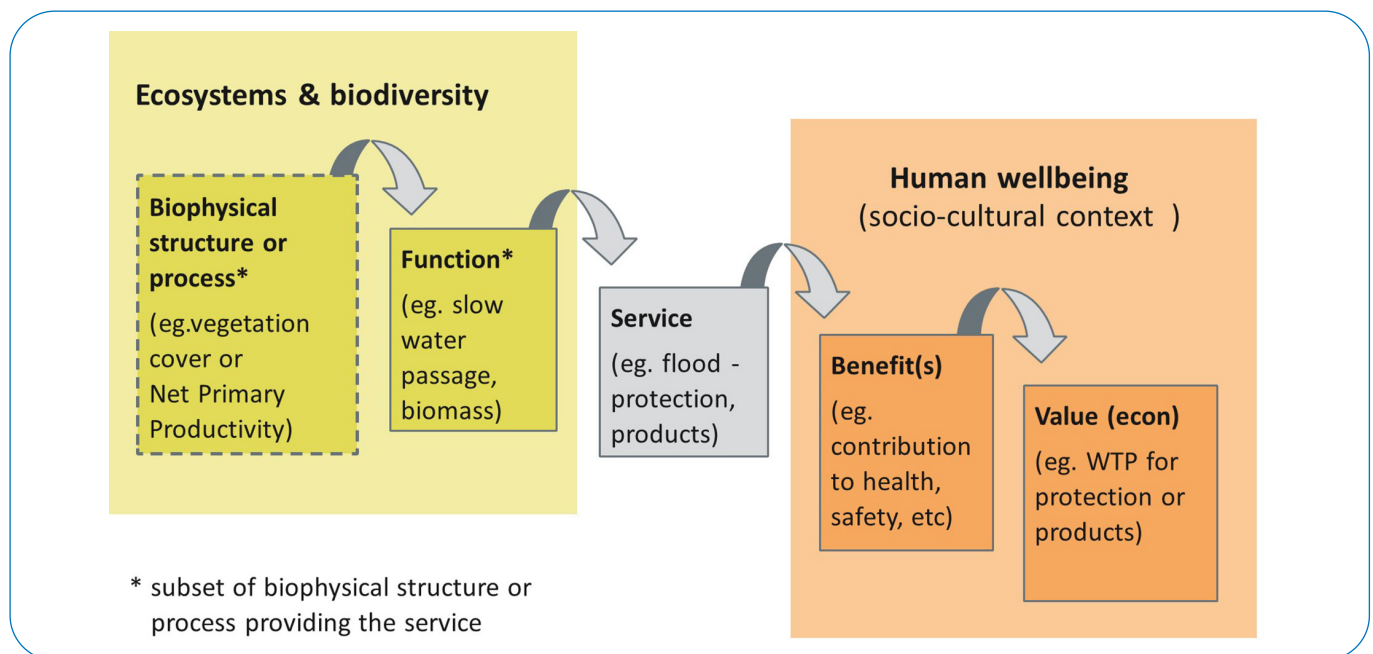 Ecosystems & biodiversity
Biophysical
structure or
process*
(eg.vegetation
cover or
Net Primary
Productivity)
Function*
(eg. slow
water
passage,
biomass)
Service
(eg. flood -
protection,
products)
Human wellbeing
(socio-cultural context )
Benefit(s)
(eg.
contribution
to health,
safety, etc)
Value (econ)
(eg. WTP for
protection or
products)
* subset of biophysical structure or
process providing the service